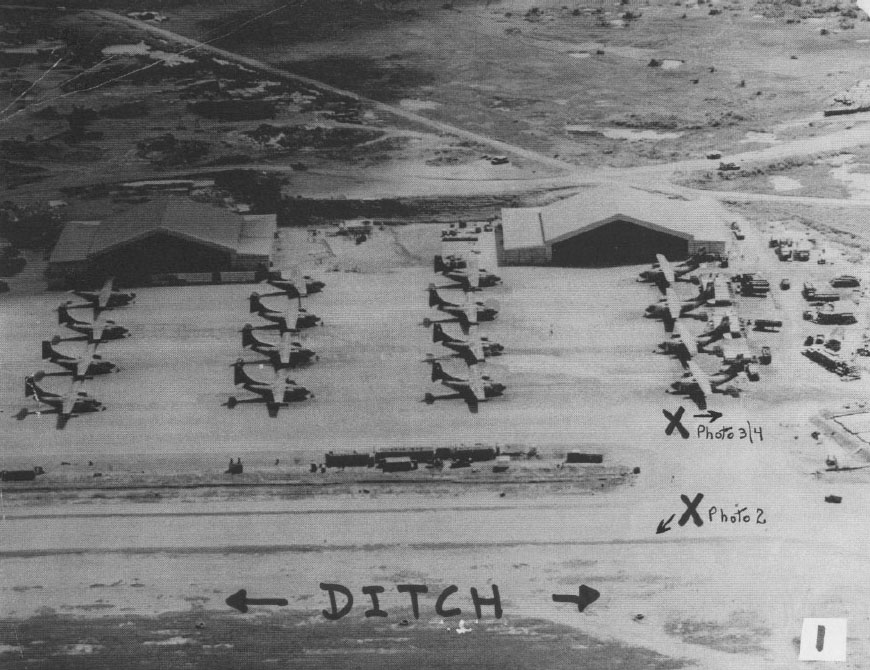 X → Photo 3/4
X Photo 2
← DITCH →
1